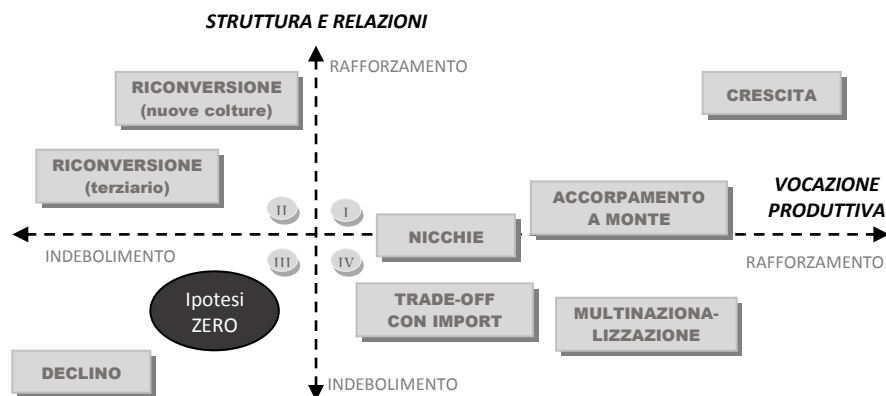 STRUTTURA E RELAZIONI
RAFFORZAMENTO
RICONVERSIONE
(nuove colture)
CRESCITA
RICONVERSIONE
(terziario)
ACCORPAMENTO
A MONTE
VOCAZIONE
PRODUTTIVA
II
I
NICCHIE
INDEBOLIMENTO
III
IV
RAFFORZAMENTO
Ipotesi
ZERO
TRADE-OFF
CON IMPORT
MULTINAZIONA-
LIZZAZIONE
DECLINO
INDEBOLIMENTO